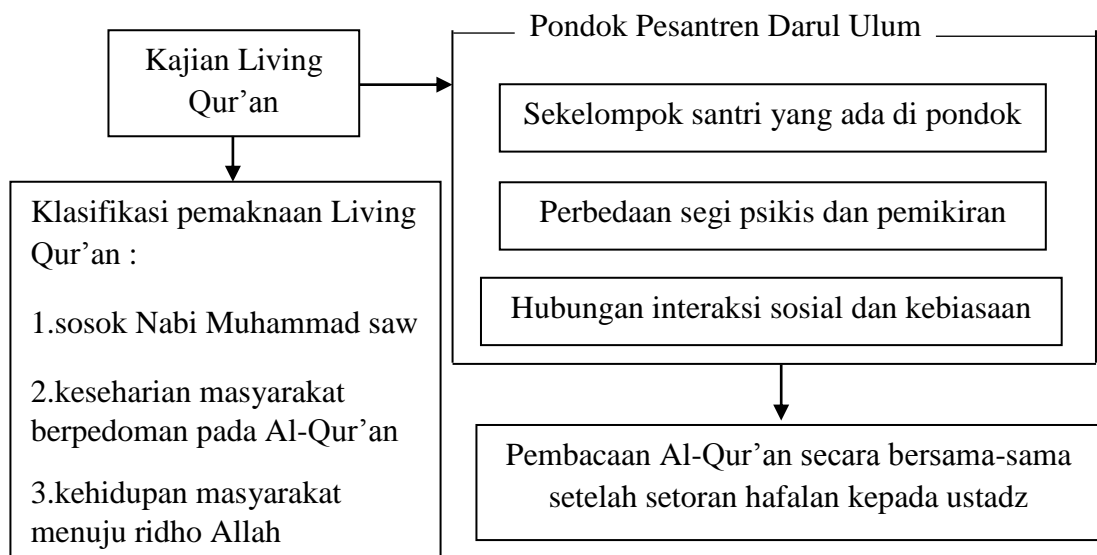 Kajian Living
Qur’an
Klasifikasi pemaknaan Living
Qur’an :
1.sosok Nabi Muhammad saw
2.keseharian masyarakat
berpedoman pada Al-Qur’an
3.kehidupan masyarakat
menuju ridho Allah
Pondok Pesantren Darul Ulum
Sekelompok santri yang ada di pondok
Perbedaan segi psikis dan pemikiran
Hubungan interaksi sosial dan kebiasaan
Pembacaan Al-Qur’an secara bersama-sama
setelah setoran hafalan kepada ustadz